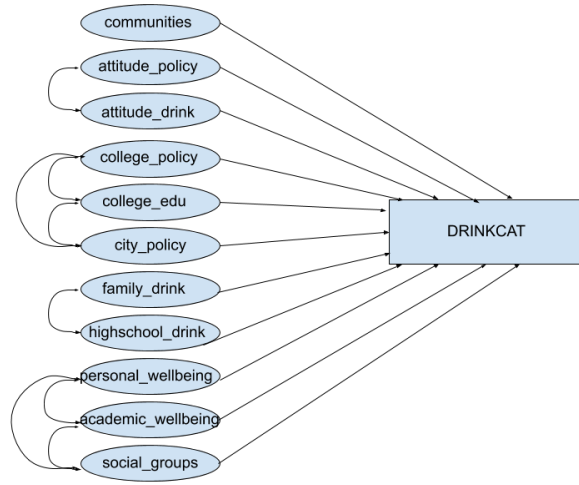 communities
attitude_policy
attitude_drink
college_policy
college_edu
city_policy
DRINKCAT
family_drink
highschool_drink
personal_wellbeing
academic_wellbeing
social_groups